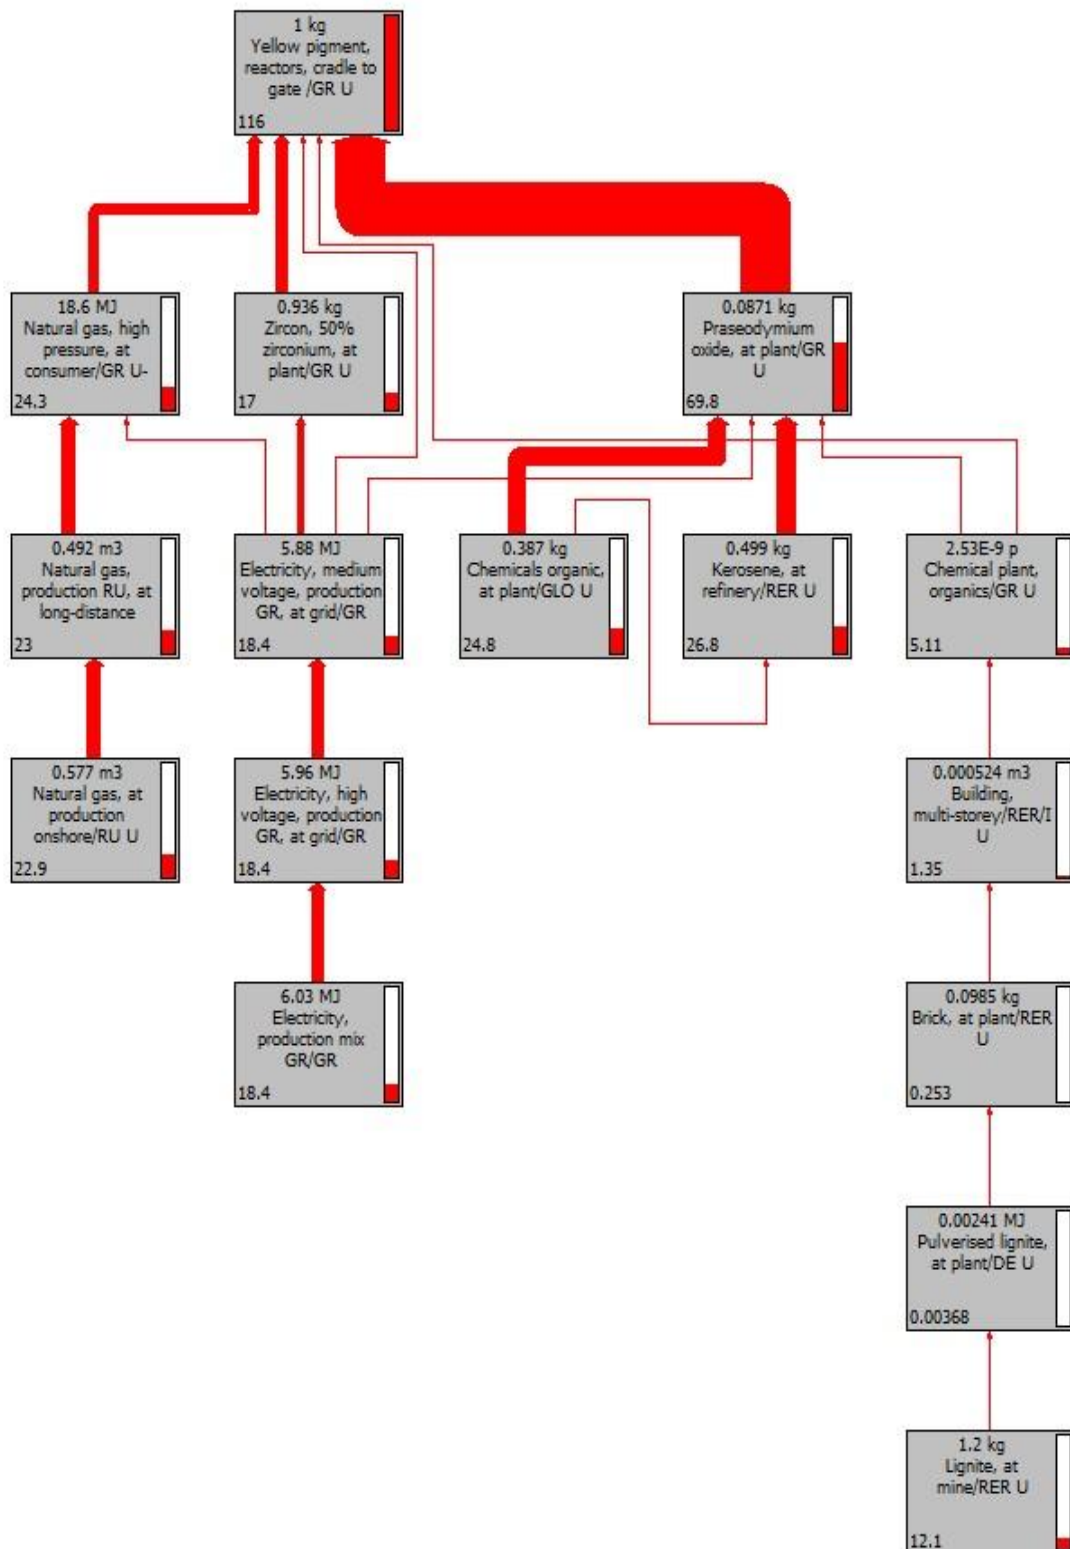 1 kg
Yellow pigment,
reactors, cradle to
gate /GR U
116
18.6 MJ
Natural gas, high
pressure, at
consumer/GR U-
24.3
0.936 kg
Zircon, 50%
zirconium, at
plant/GR U
17
0.0871 kg
Praseodymium
oxide, at plant/GR
U
69.8
0.492 m3
Natural gas,
production RU, at
long-distance
23
5.88 MJ
Electricity, medium
voltage, production
GR, at grid/GR
18.4
0.387 kg
Chemicals organic,
at plant/GLO U
24.8
0.499 kg
Kerosene, at
refinery/RER U
26.8
2.53E-9 p
Chemical plant,
organics/GR U
5.11
0.577 m3
Natural gas, at
production
onshore/RU U
22.9
5.96 MJ
Electricity, high
voltage, production
GR, at grid/GR
18.4
0.000524 m3
Building,
multi-storey/RER/I
U
1.35
6.03 MJ
Electricity,
production mix
GR/GR
18.4
0.0985 kg
Brick, at plant/RER
U
0.253
0.00241 MJ
Pulverised lignite,
at plant/DE U
0.00368
1.2 kg
Lignite, at
mine/RER U
12.1